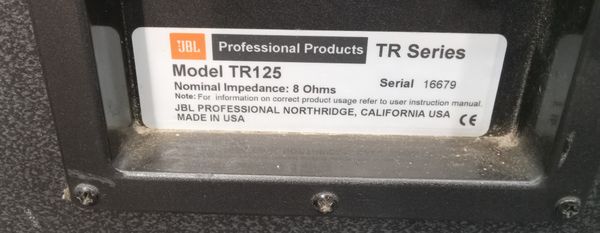 JBL Professional Products TR Series
Model TR125
Serial 16679
Nominal Impedance: 8 Ohms
Note: For information on correct product usage refer to user instruction manual.
JBL PROFESSIONAL NORTHRIDGE, CALIFORNIA USA
MADE IN USA
CE